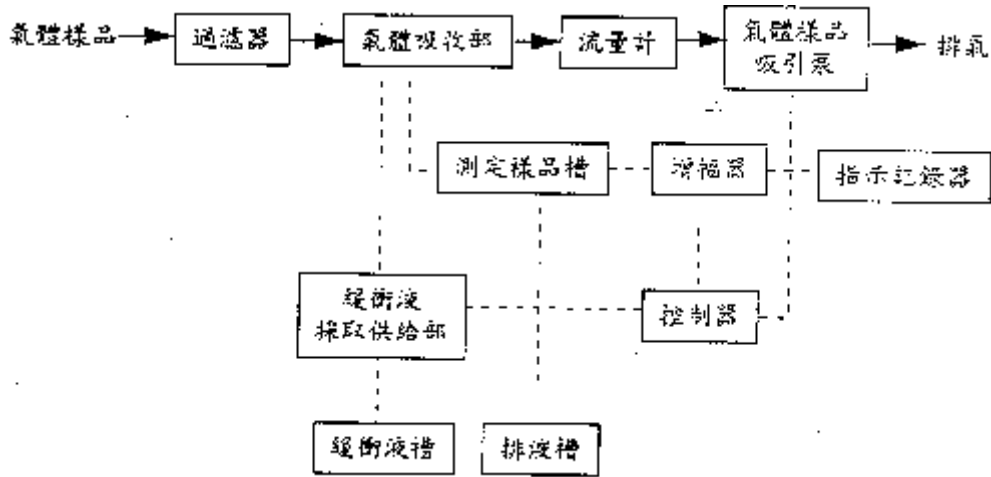 氣體樣品
過濾器
氣體吸收部
流量計
氣體樣品
吸引泵
排氣
測定樣品槽
增幅器
指示記錄器
緩衝液
採取供給部
控制器
緩衝液槽
排液槽